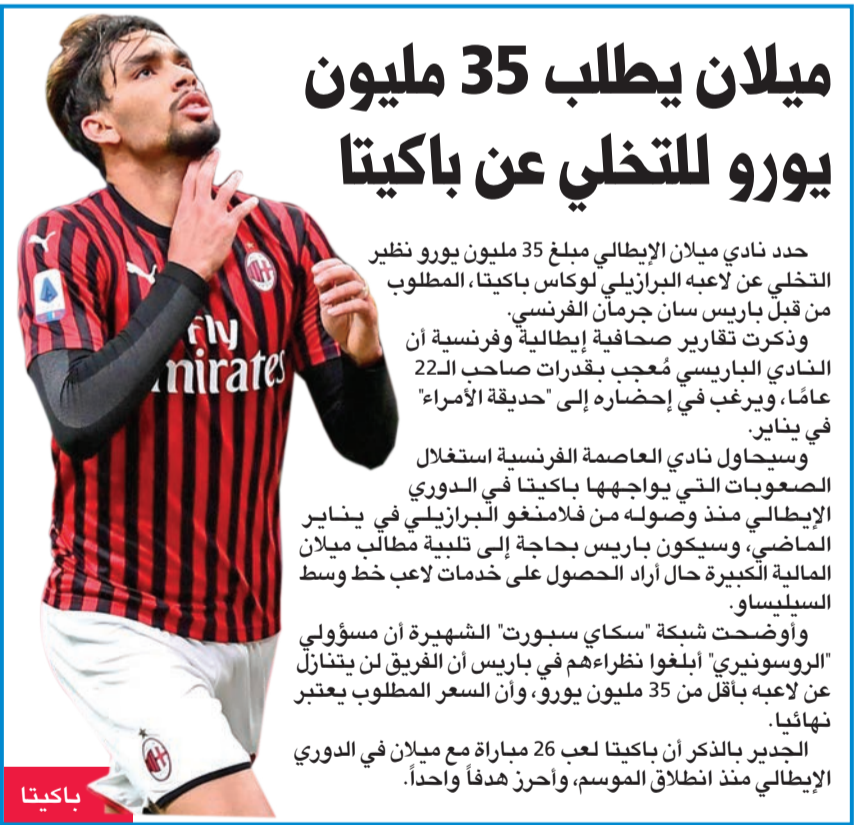 ميلان يطلب 35 مليون
يورو للتخلي عن باكيتا
حدد نادي ميلان الإيطالي مبلغ 35 مليون يورو نظير
التخلي عن لاعبه البرازيلي لوكاس باكيتا، المطلوب
من قبل باريس سان جرمان الفرنسي.
وذكرت تقارير صحافية إيطالية وفرنسية أن
النادي الباريسي مُعجب بقدرات صاحب الـ22
عامًا، ويرغب في إحضاره إلى "حديقة الأمراء"
في يناير.
وسيحاول نادي العاصمة الفرنسية استغلال
الصعوبات التي يواجهها باكيتا في الدوري
الإيطالي منذ وصوله من فلامنغو البرازيلي في يناير
الماضي، وسيكون باريس بحاجة إلى تلبية مطالب ميلان
المالية الكبيرة حال أراد الحصول على خدمات لاعب خط وسط
السيليساو.
وأوضحت شبكة "سكاي سبورت" الشهيرة أن مسؤولي
"الروسونيري" أبلغوا نظراءهم في باريس أن الفريق لن يتنازل
عن لاعبه بأقل من 35 مليون يورو، وأن السعر المطلوب يعتبر
نهائيا.
الجدير بالذكر أن باكيتا لعب 26 مباراة مع ميلان في الدوري
الإيطالي منذ انطلاق الموسم، وأحرز هدفاً واحداً.
Fly
mirates
باكيتا